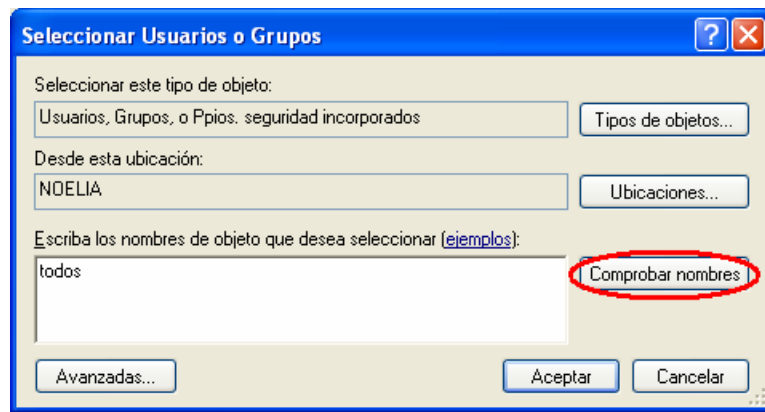 Seleccionar Usuarios o Grupos
Seleccionar este tipo de objeto:
Usuarios, Grupos, o Ppios. seguridad incorporados
Tipos de objetos...
Desde esta ubicación:
NOELIA
Ubicaciones...
Escriba los nombres de objeto que desea seleccionar (ejemplos):
todos
Comprobar nombres
Avanzadas...
Aceptar
Cancelar